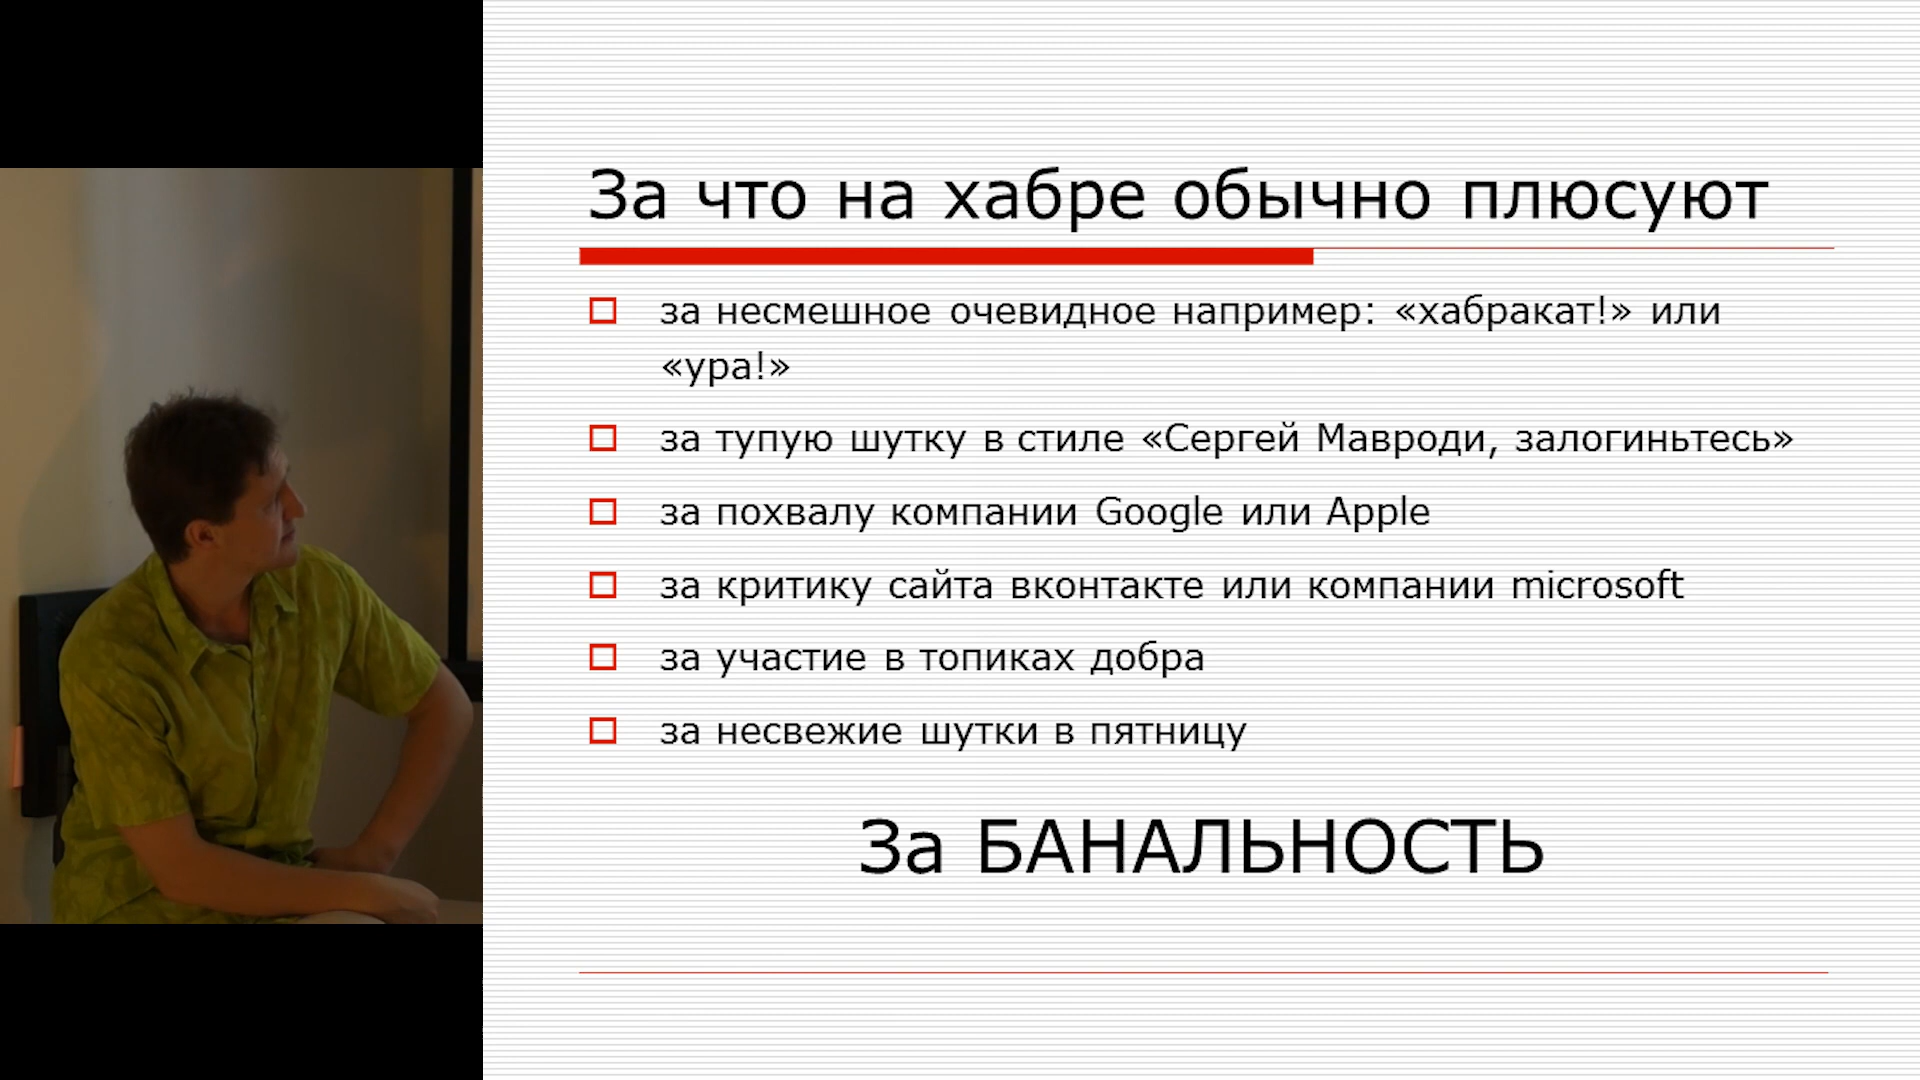 За что на хабре обычно плюсуют
за несмешное очевидное например: «хабракат!» или
«ура!»
за тупую шутку в стиле «Сергей Мавроди, залогиньтесь»
за похвалу компании Google или Apple
за критику сайта вконтакте или компании microsoft
за участие в топиках добра
за несвежие шутки в пятницу
За БАНАЛЬНОСТЬ